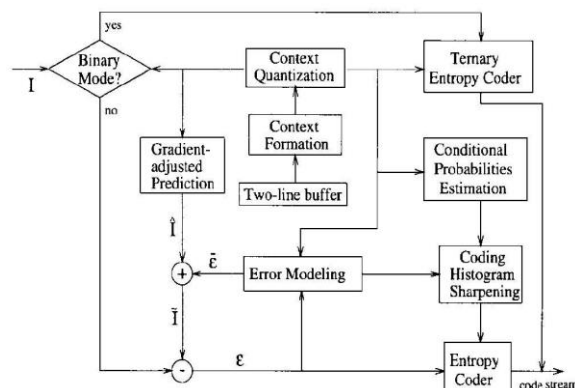 yes
Binary
Mode?
I
no
Context
Quantization
Ternary
Entropy Coder
Gradient-
adjusted
Prediction
Context
Formation
Two-line buffer
Conditional
Probabilities
Estimation
Î
+
ε̄
Error Modeling
Coding
Histogram
Sharpening
Ĩ
-
ε
Entropy
Coder
code stream